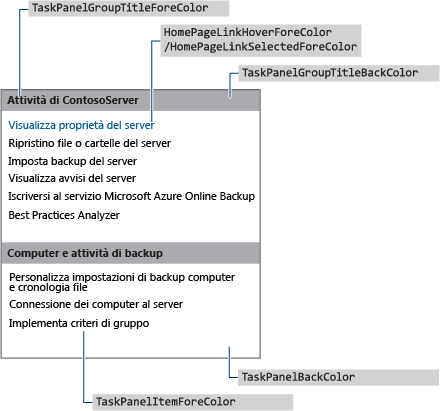 TaskPanelGroupTitleForeColor
HomePageLinkHoverForeColor
/HomePageLinkSelectedForeColor
TaskPanelGroupTitleBackColor
Attività di ContosoServer
Visualizza proprietà del server
Ripristino file o cartelle del server
Imposta backup del server
Visualizza avvisi del server
Iscriversi al servizio Microsoft Azure Online Backup
Best Practices Analyzer
Computer e attività di backup
Personalizza impostazioni di backup computer
e cronologia file
Connessione dei computer al server
Implementa criteri di gruppo
TaskPanelBackColor
TaskPanelItemForeColor